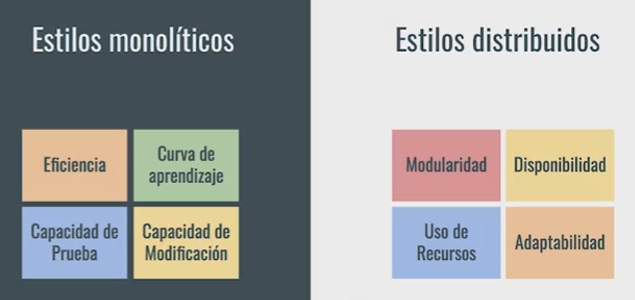 Estilos monolíticos
Eficiencia
Curva de
aprendizaje
Capacidad de
Prueba
Capacidad de
Modificación
Estilos distribuidos
Modularidad
Disponibilidad
Uso de
Recursos
Adaptabilidad